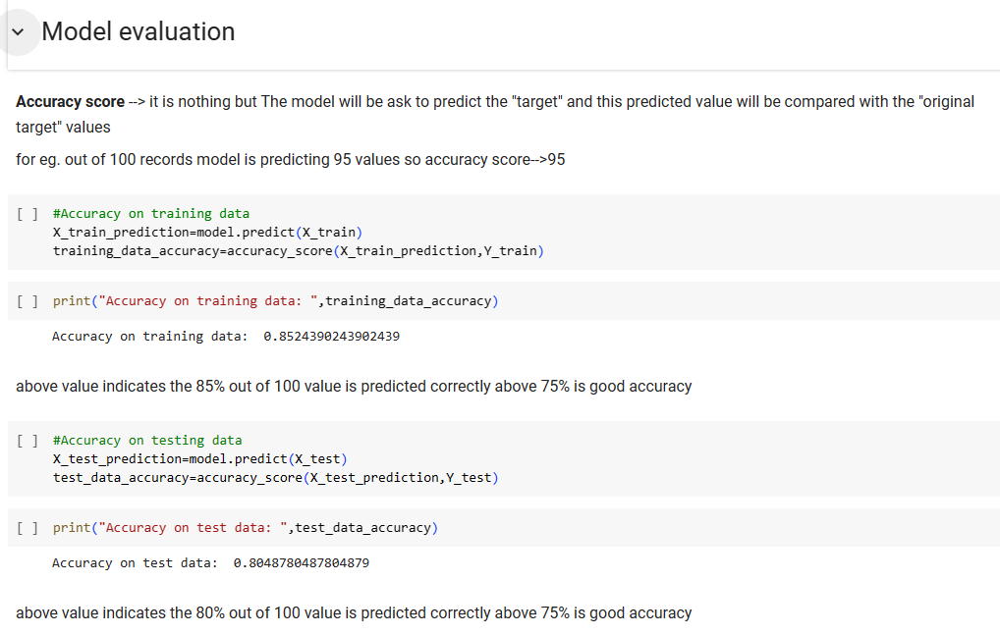 Model evaluation
Accuracy score --> it is nothing but The model will be ask to predict the "target" and this predicted value will be compared with the "original
target" values
for eg. out of 100 records model is predicting 95 values so accuracy score-->95
[ ] #Accuracy on training data
X_train_prediction=model.predict(X_train)
training_data_accuracy=accuracy_score(X_train_prediction,Y_train)
[ ] print("Accuracy on training data: ",training_data_accuracy)
Accuracy on training data:  0.8524390243902439
above value indicates the 85% out of 100 value is predicted correctly above 75% is good accuracy
[ ] #Accuracy on testing data
X_test_prediction=model.predict(X_test)
test_data_accuracy=accuracy_score(X_test_prediction,Y_test)
[ ] print("Accuracy on test data: ",test_data_accuracy)
Accuracy on test data:  0.8048780487804879
above value indicates the 80% out of 100 value is predicted correctly above 75% is good accuracy